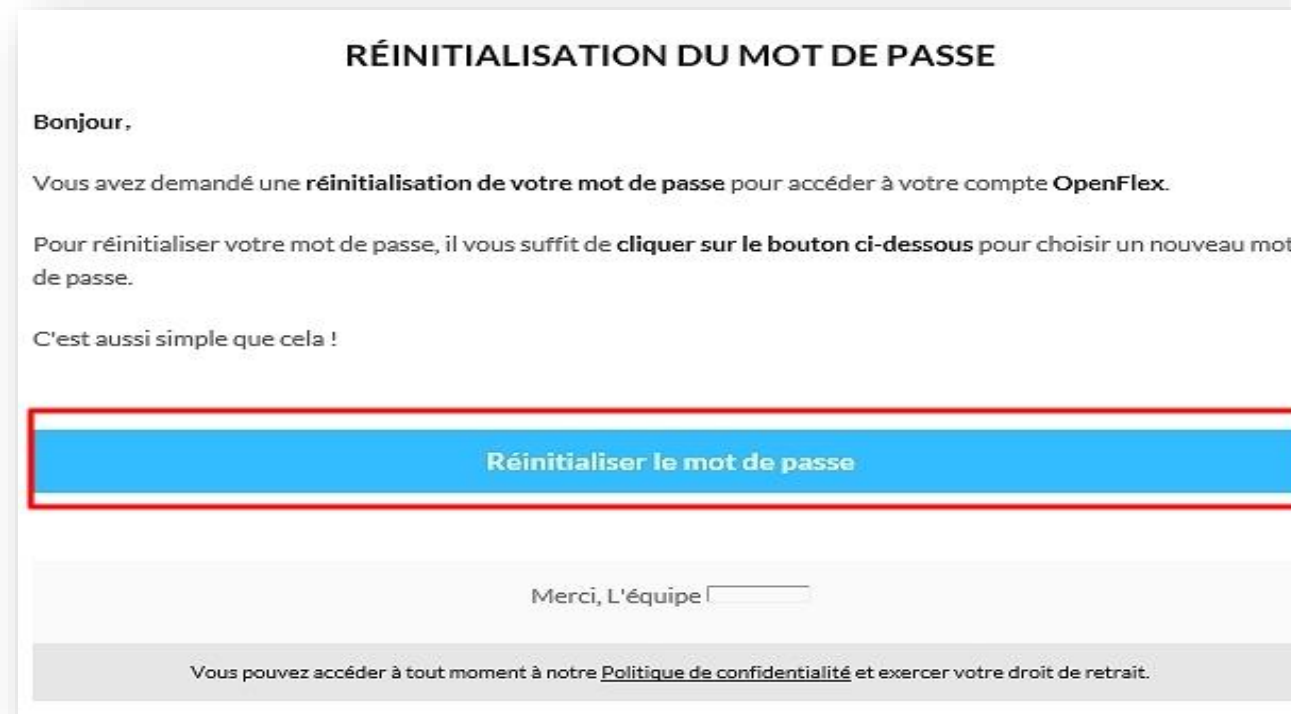 RÉINITIALISATION DU MOT DE PASSE
Bonjour,
Vous avez demandé une réinitialisation de votre mot de passe pour accéder à votre compte OpenFlex.
Pour réinitialiser votre mot de passe, il vous suffit de cliquer sur le bouton ci-dessous pour choisir un nouveau mot
de passe.
C'est aussi simple que cela !
Réinitialiser le mot de passe
Merci, L'équipe
Vous pouvez accéder à tout moment à notre Politique de confidentialité et exercer votre droit de retrait.